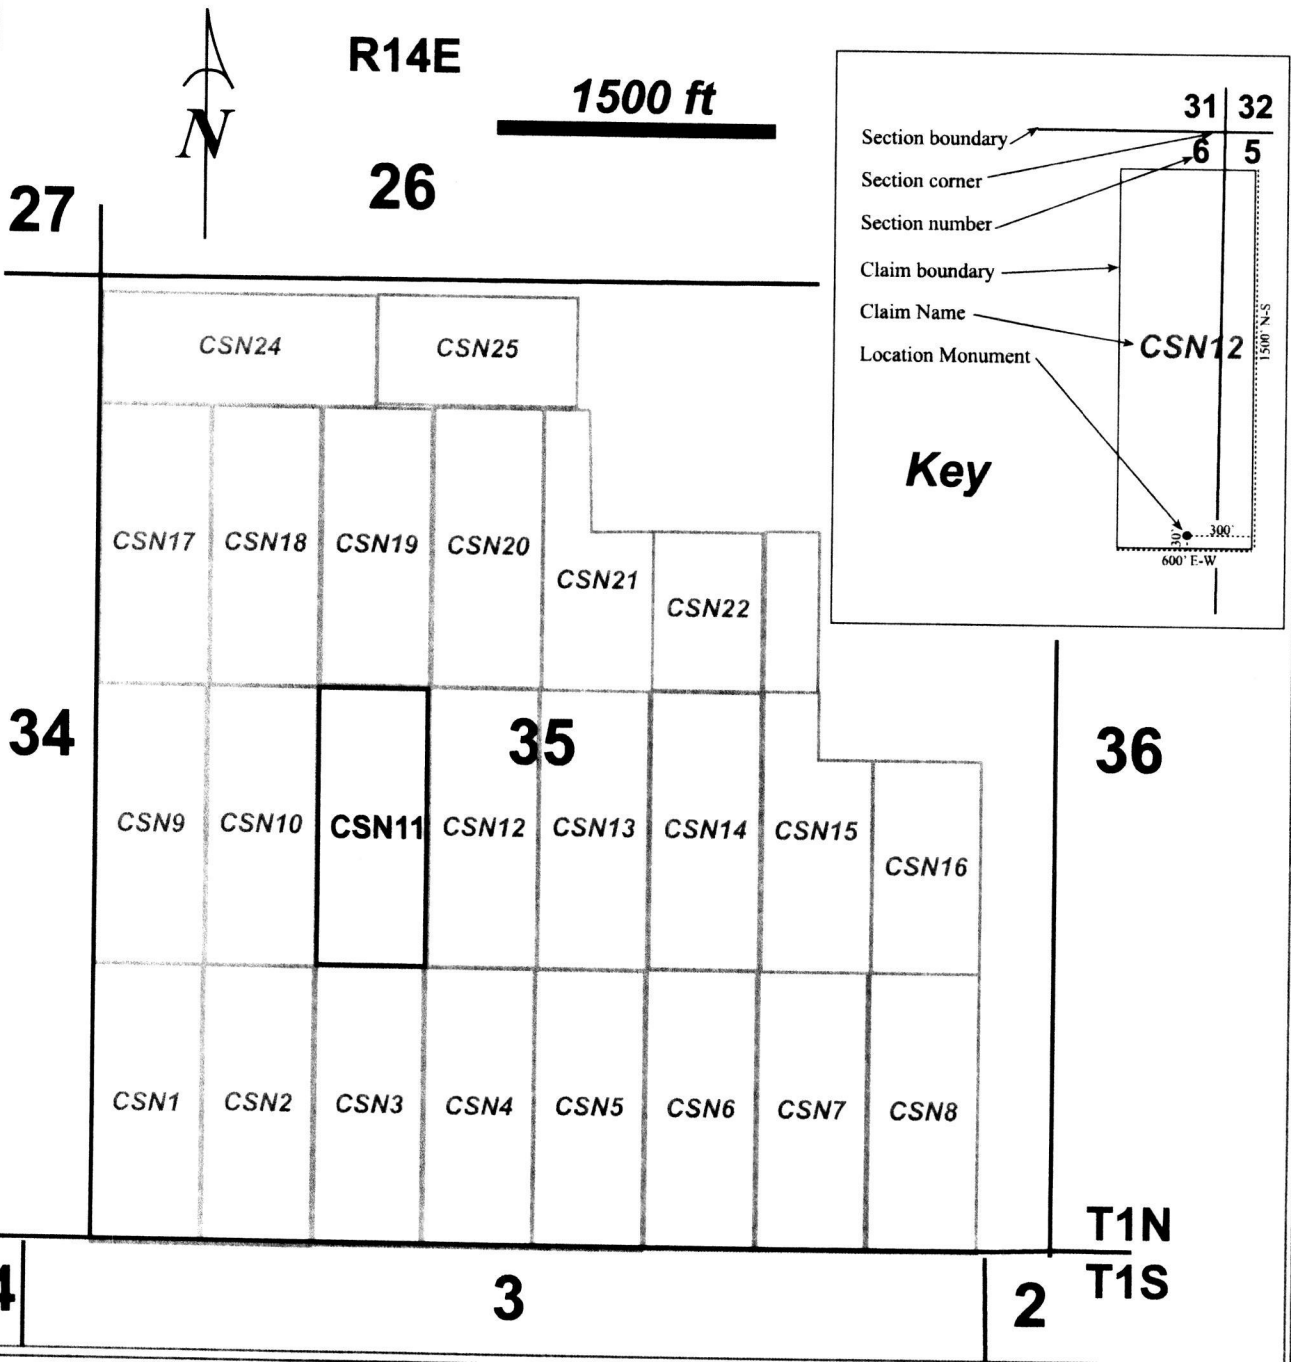 R14E
1500 ft
N
26
27
31 32
Section boundary
6 5
Section corner
Section number
Claim boundary
Claim Name
CSN12
1500' N-S
Location Monument
Key
30'
300'
600' E-W
CSN24
CSN25
CSN17
CSN18
CSN19
CSN20
CSN21
CSN22
34
35
36
CSN9
CSN10
CSN11
CSN12
CSN13
CSN14
CSN15
CSN16
CSN1
CSN2
CSN3
CSN4
CSN5
CSN6
CSN7
CSN8
T1N
T1S
4
3
2